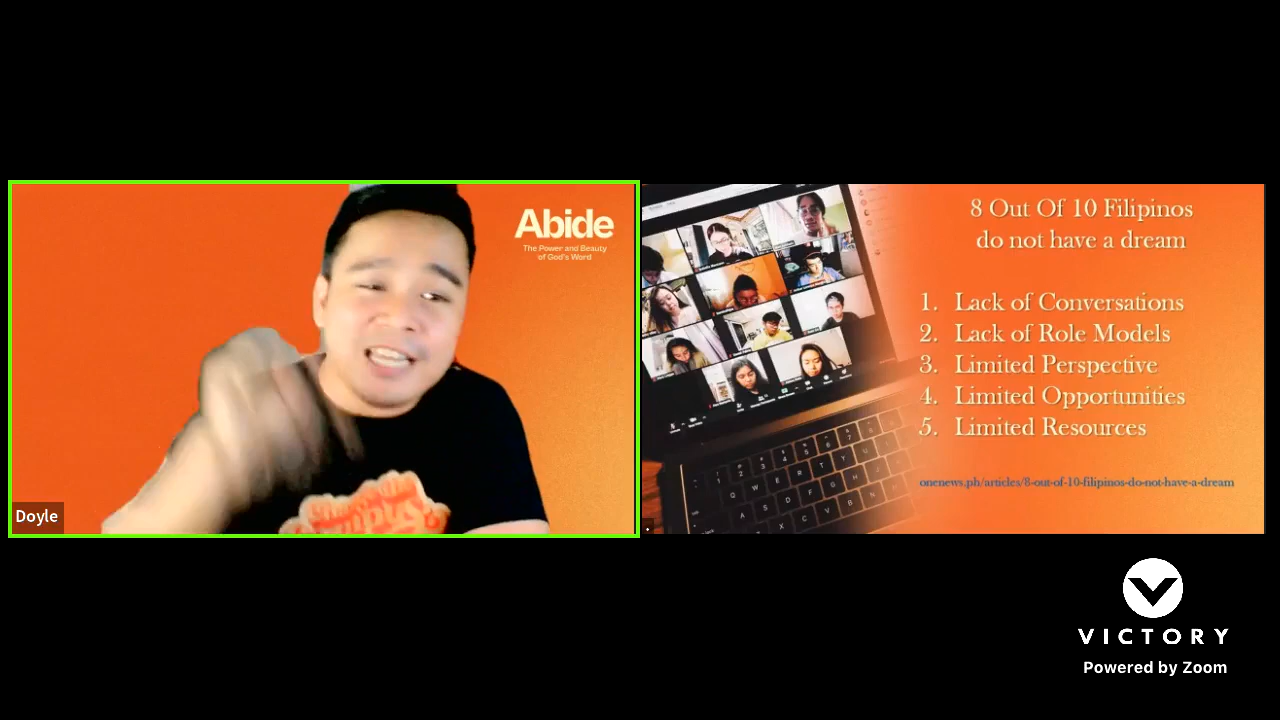 Abide
The Power and Beauty
of God's Word
Doyle
8 Out Of 10 Filipinos
do not have a dream
1. Lack of Conversations
2. Lack of Role Models
3. Limited Perspective
4. Limited Opportunities
5. Limited Resources
onenews.ph/articles/8-out-of-10-filipinos-do-not-have-a-dream
VICTORY
Powered by Zoom